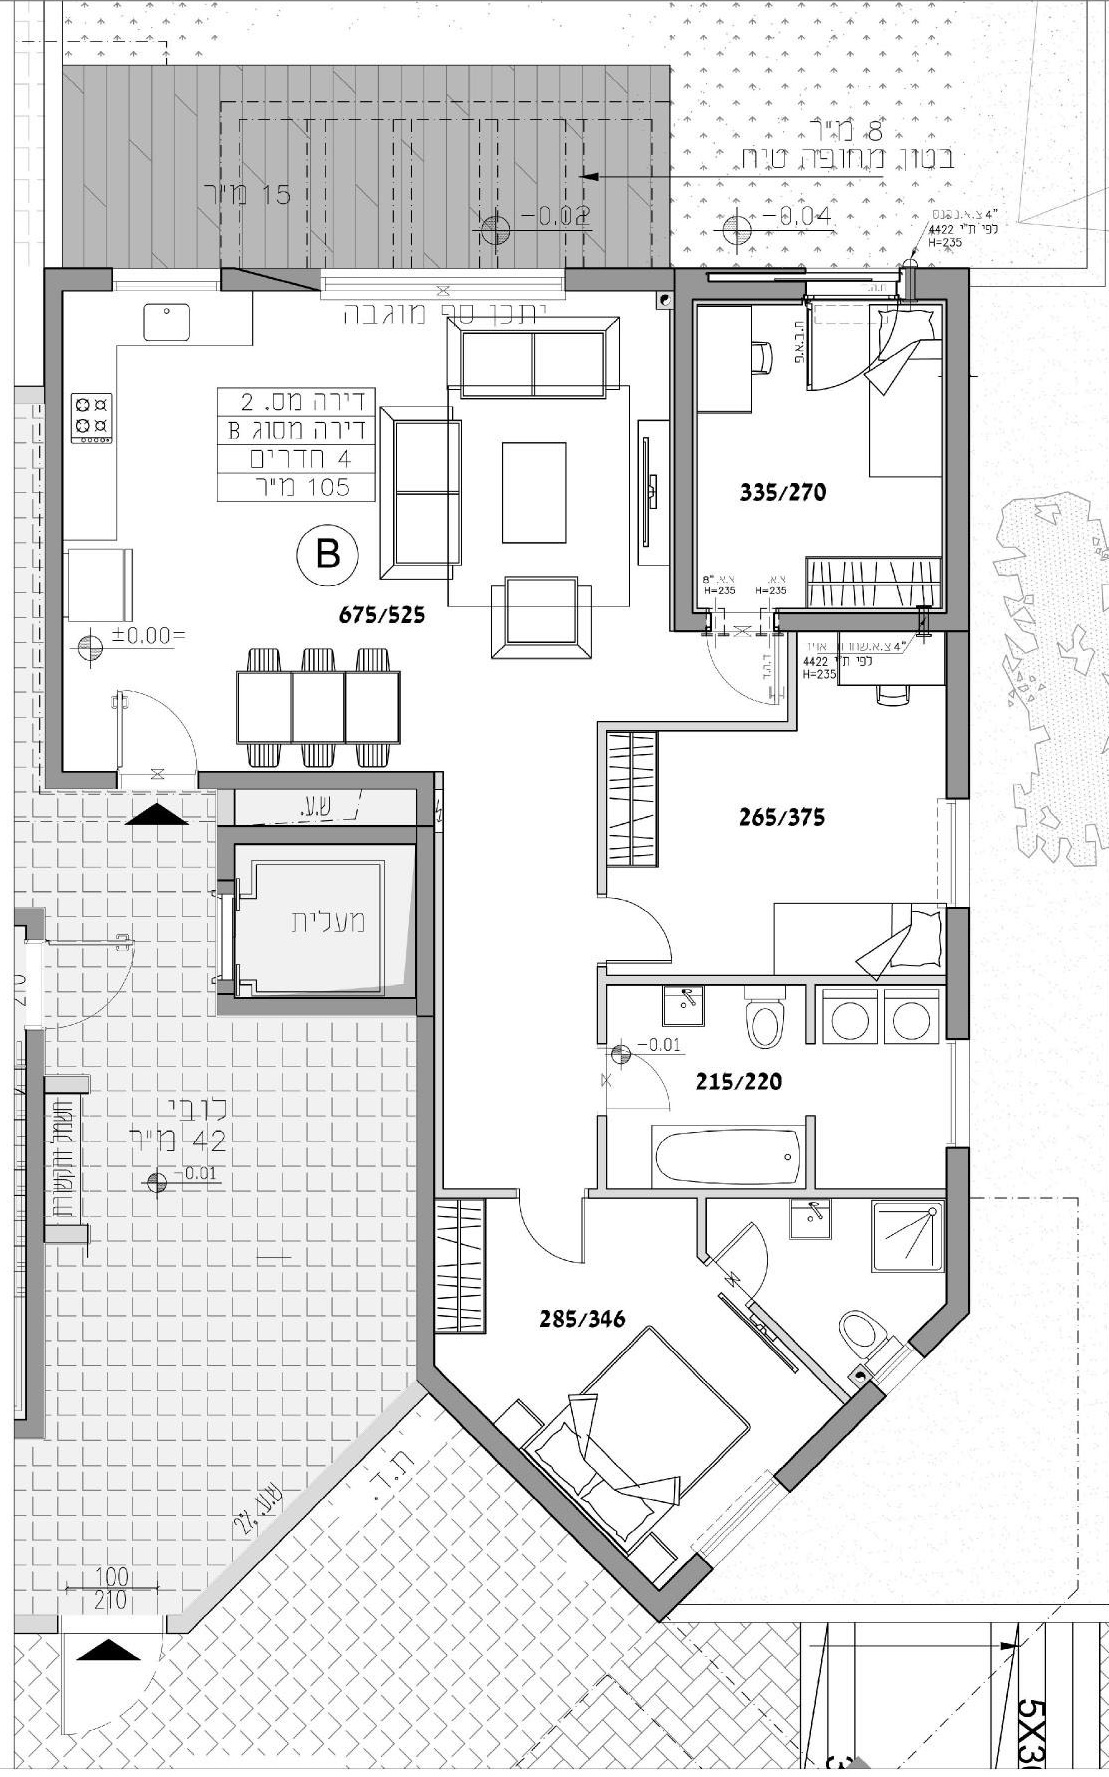 8 מ"ר
בטון מחופה טיח
15 מ"ר
-0.02
-0.04
4"
לפי ת"י 4422
H=235
יתכן סף מוגבה
דירה מס. 2
דירה מסוג B
4 חדרים
105 מ"ר
B
335/270
675/525
±0.00=
8" צ.א.
H=235
צ.א.
H=235
4" צ.א.שחרור אויר
לפי ת"י 4422
H=235
ש.ע.
265/375
מעלית
210
-0.01
215/220
לובי
42 מ"ר
-0.01
חשמל ותקשורת
285/346
ת.ד.
ש.ע. 2%
100
210